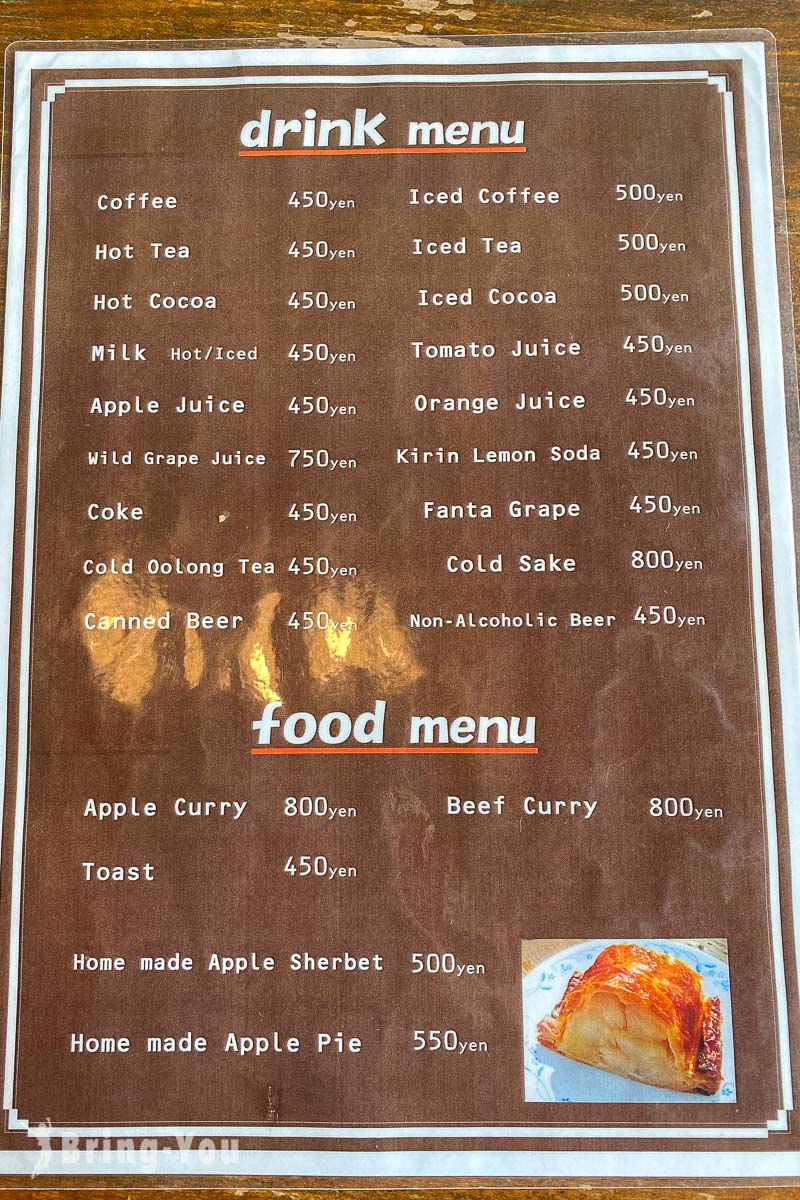 drink menu
Coffee 450yen Iced Coffee 500yen
Hot Tea 450yen Iced Tea 500yen
Hot Cocoa 450yen Iced Cocoa 500yen
Milk Hot/Iced 450yen Tomato Juice 450yen
Apple Juice 450yen Orange Juice 450yen
Wild Grape Juice 750yen Kirin Lemon Soda 450yen
Coke 450yen Fanta Grape 450yen
Cold Oolong Tea 450yen Cold Sake 800yen
Canned Beer 450yen Non-Alcoholic Beer 450yen
food menu
Apple Curry 800yen Beef Curry 800yen
Toast 450yen
Home made Apple Sherbet 500yen
Home made Apple Pie 550yen
Bring-You